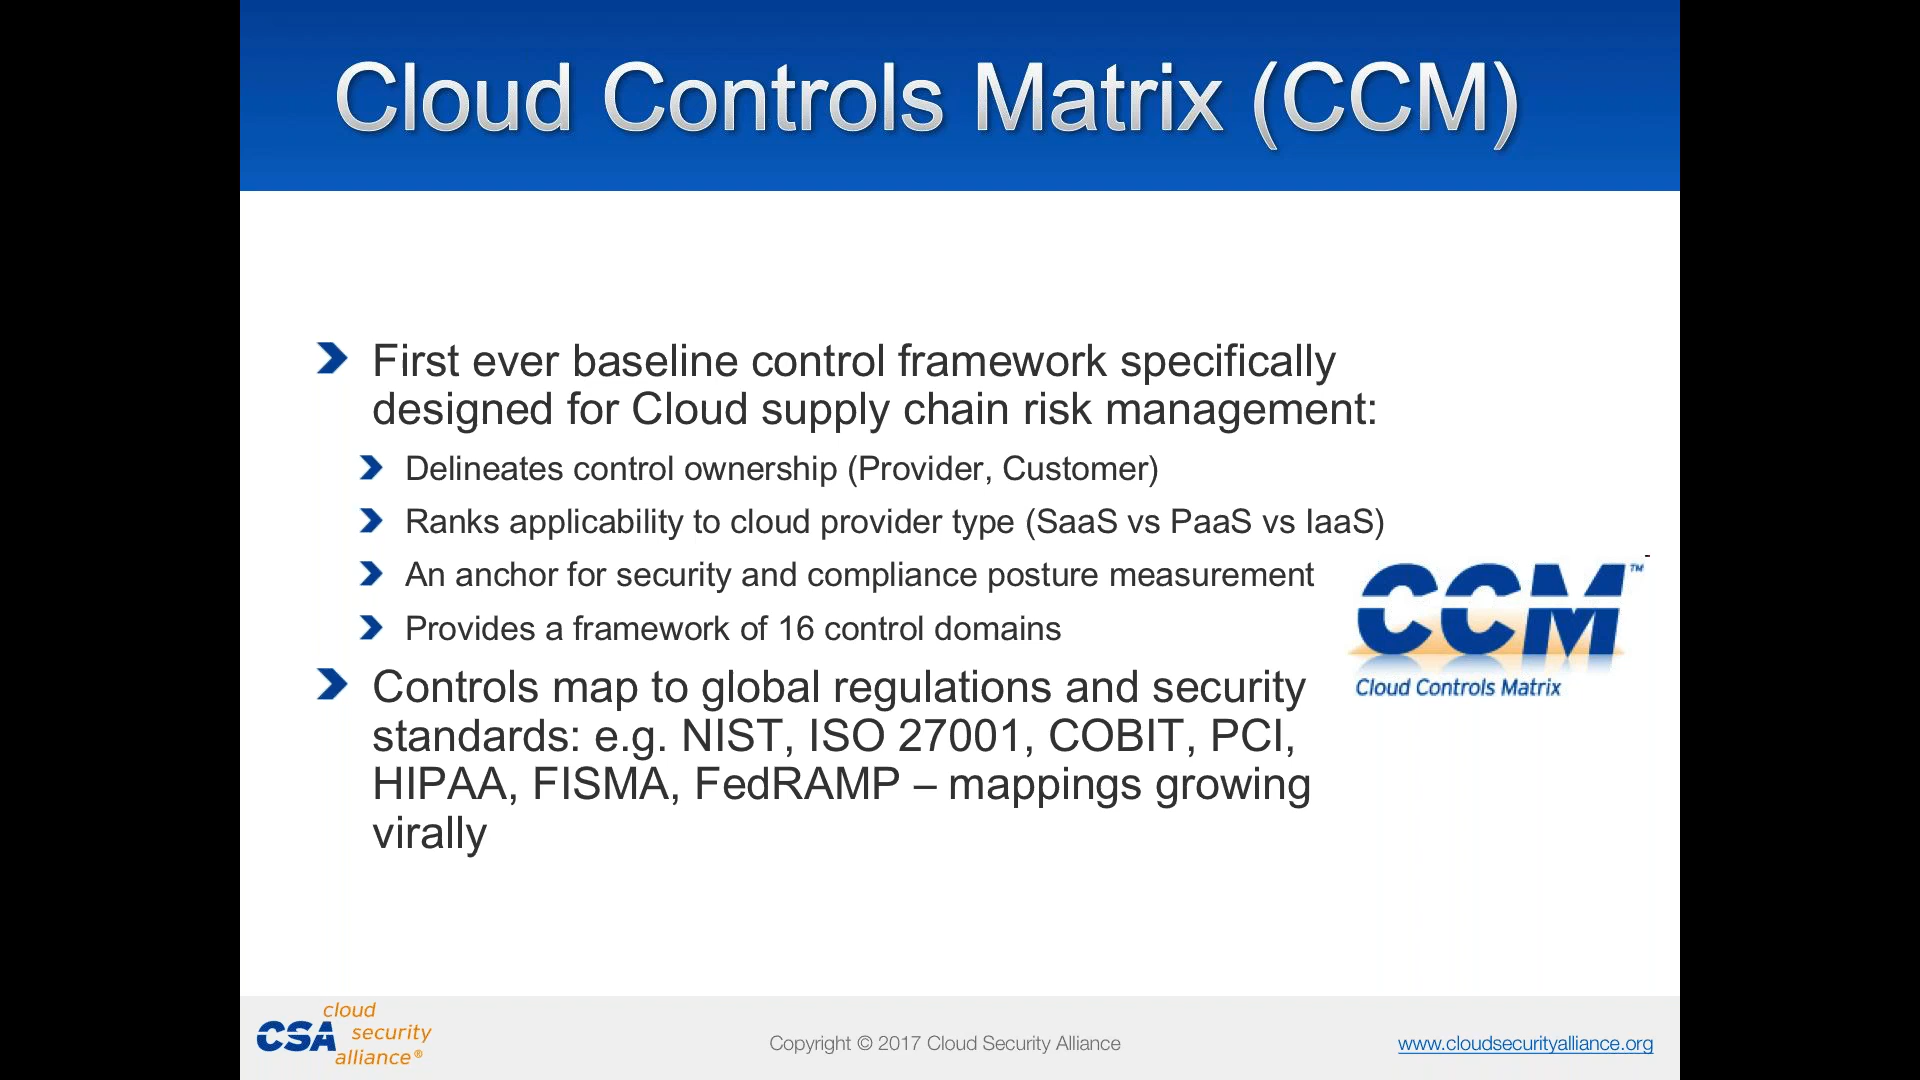 Cloud Controls Matrix (CCM)
First ever baseline control framework specifically
designed for Cloud supply chain risk management:
Delineates control ownership (Provider, Customer)
Ranks applicability to cloud provider type (SaaS vs PaaS vs IaaS)
An anchor for security and compliance posture measurement
Provides a framework of 16 control domains
Controls map to global regulations and security
standards: e.g. NIST, ISO 27001, COBIT, PCI,
HIPAA, FISMA, FedRAMP – mappings growing
virally
CCM™
Cloud Controls Matrix
CSA cloud
security
alliance®
Copyright © 2017 Cloud Security Alliance
www.cloudsecurityalliance.org